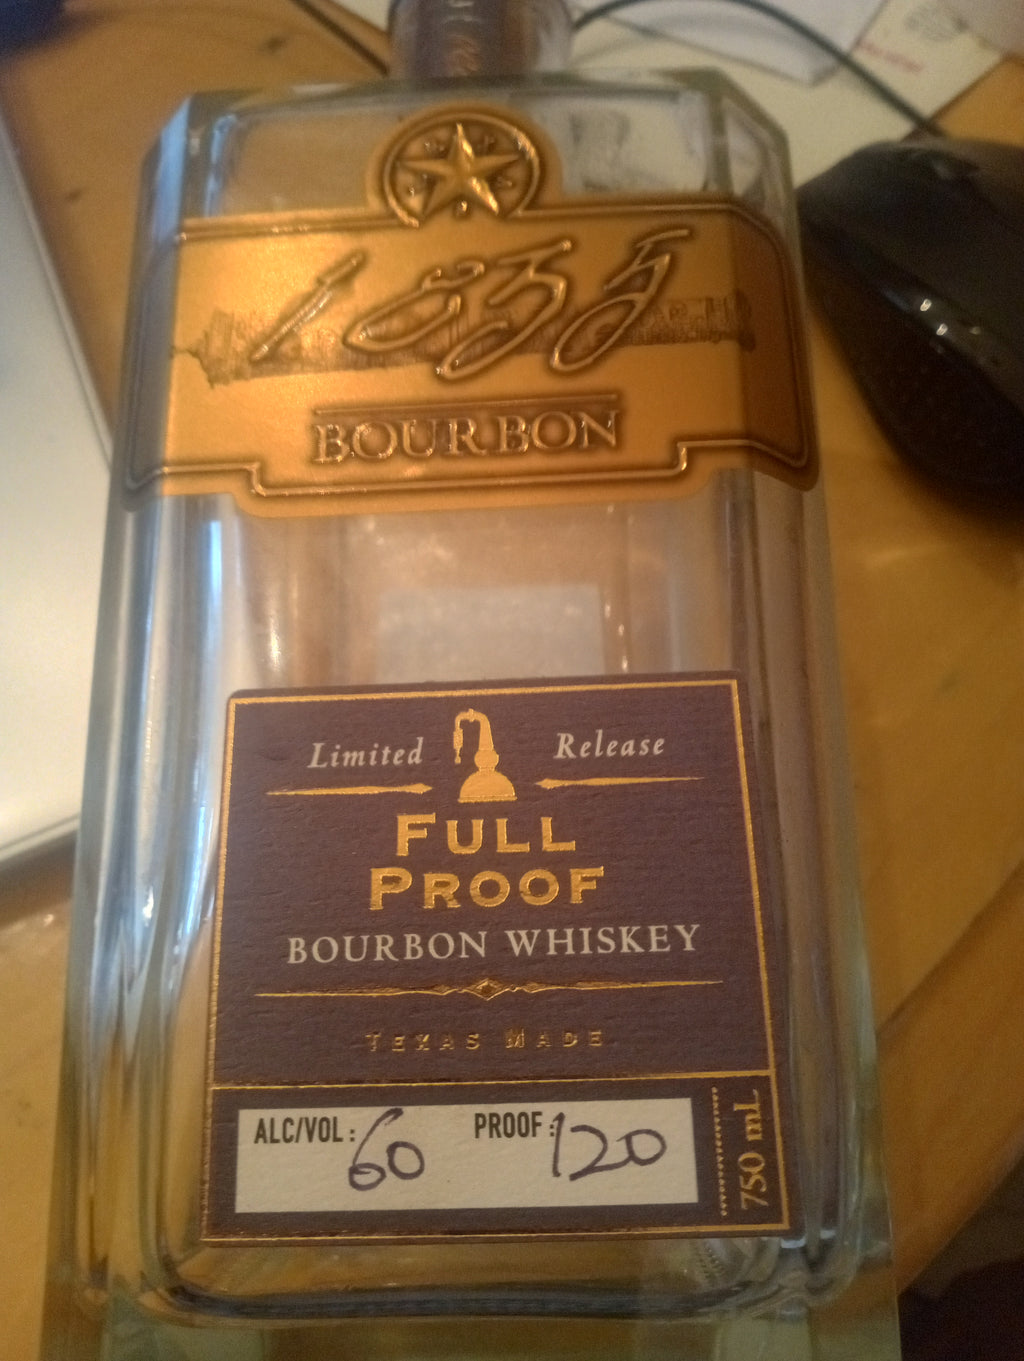 1835
BOURBON
Limited Release
FULL
PROOF
BOURBON WHISKEY
TEXAS MADE
ALC/VOL: 60 PROOF: 120
750 mL